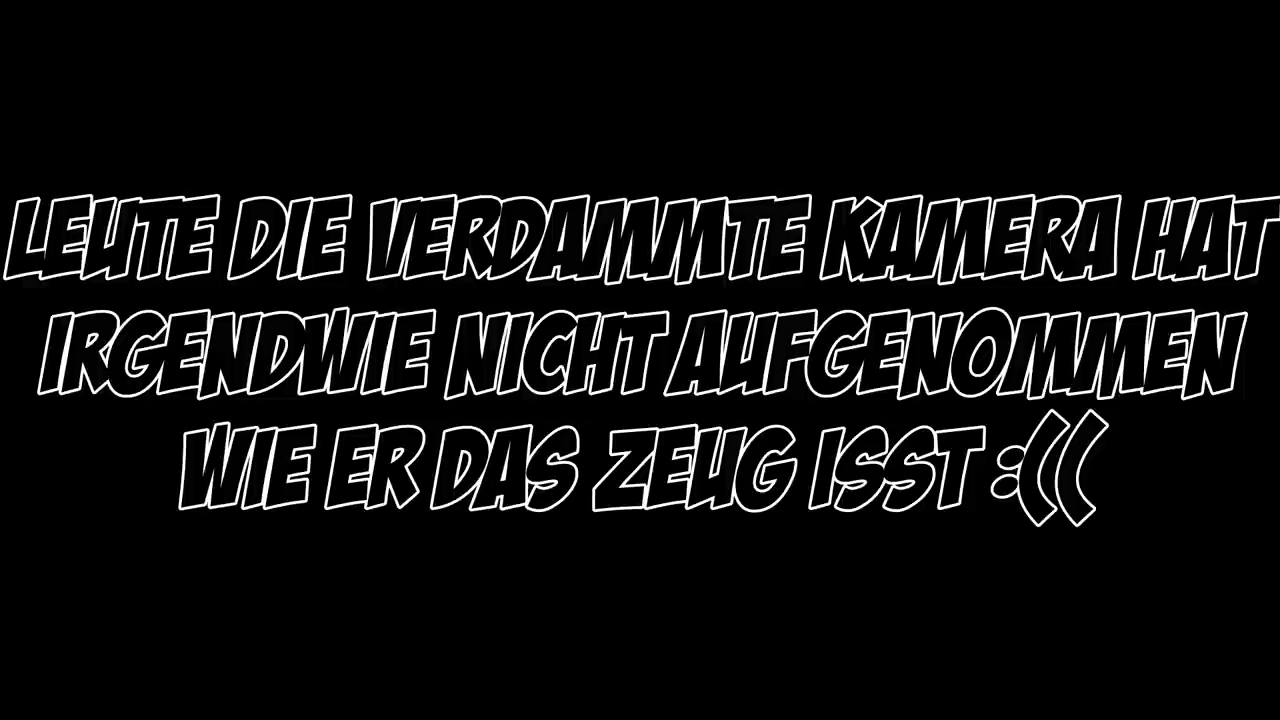 LEUTE DIE VERDAMMTE KAMERA HAT
IRGENDWIE NICHT AUFGENOMMEN
WIE ER DAS ZEUG ISST :((